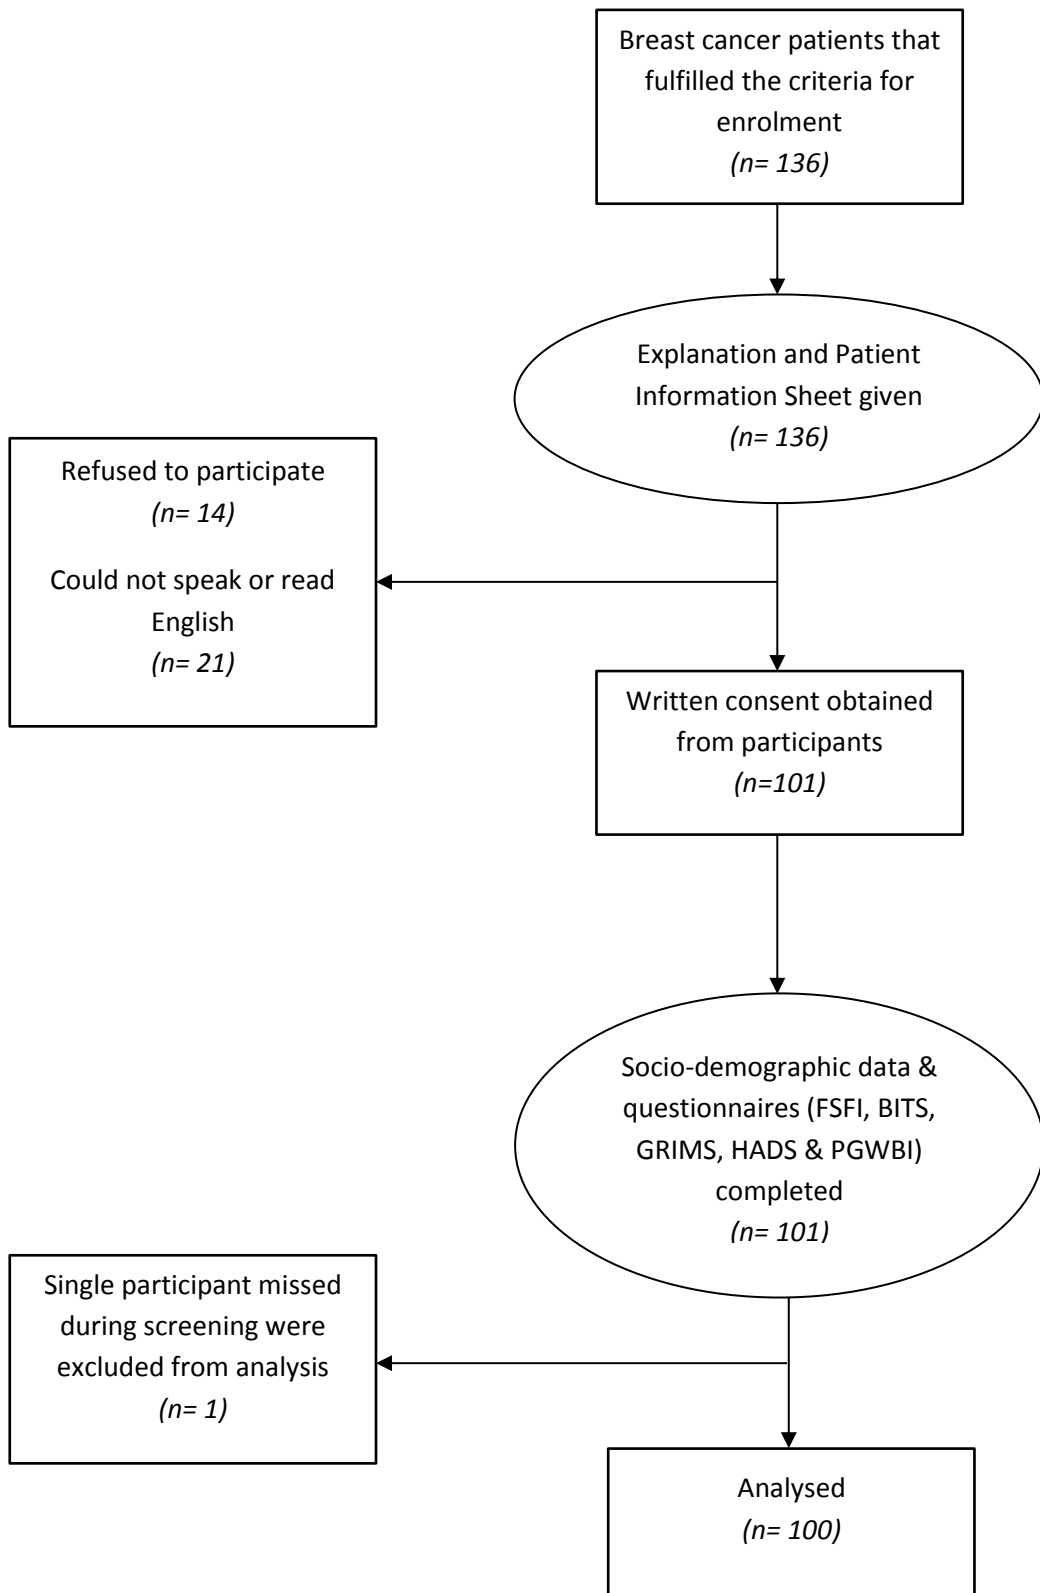 Breast cancer patients that
fulfilled the criteria for
enrolment
(n= 136)
Explanation and Patient
Information Sheet given
(n= 136)
Refused to participate
(n= 14)
Could not speak or read
English
(n= 21)
Written consent obtained
from participants
(n=101)
Socio-demographic data &
questionnaires (FSFI, BITS,
GRIMS, HADS & PGWBI)
completed
(n= 101)
Single participant missed
during screening were
excluded from analysis
(n= 1)
Analysed
(n= 100)